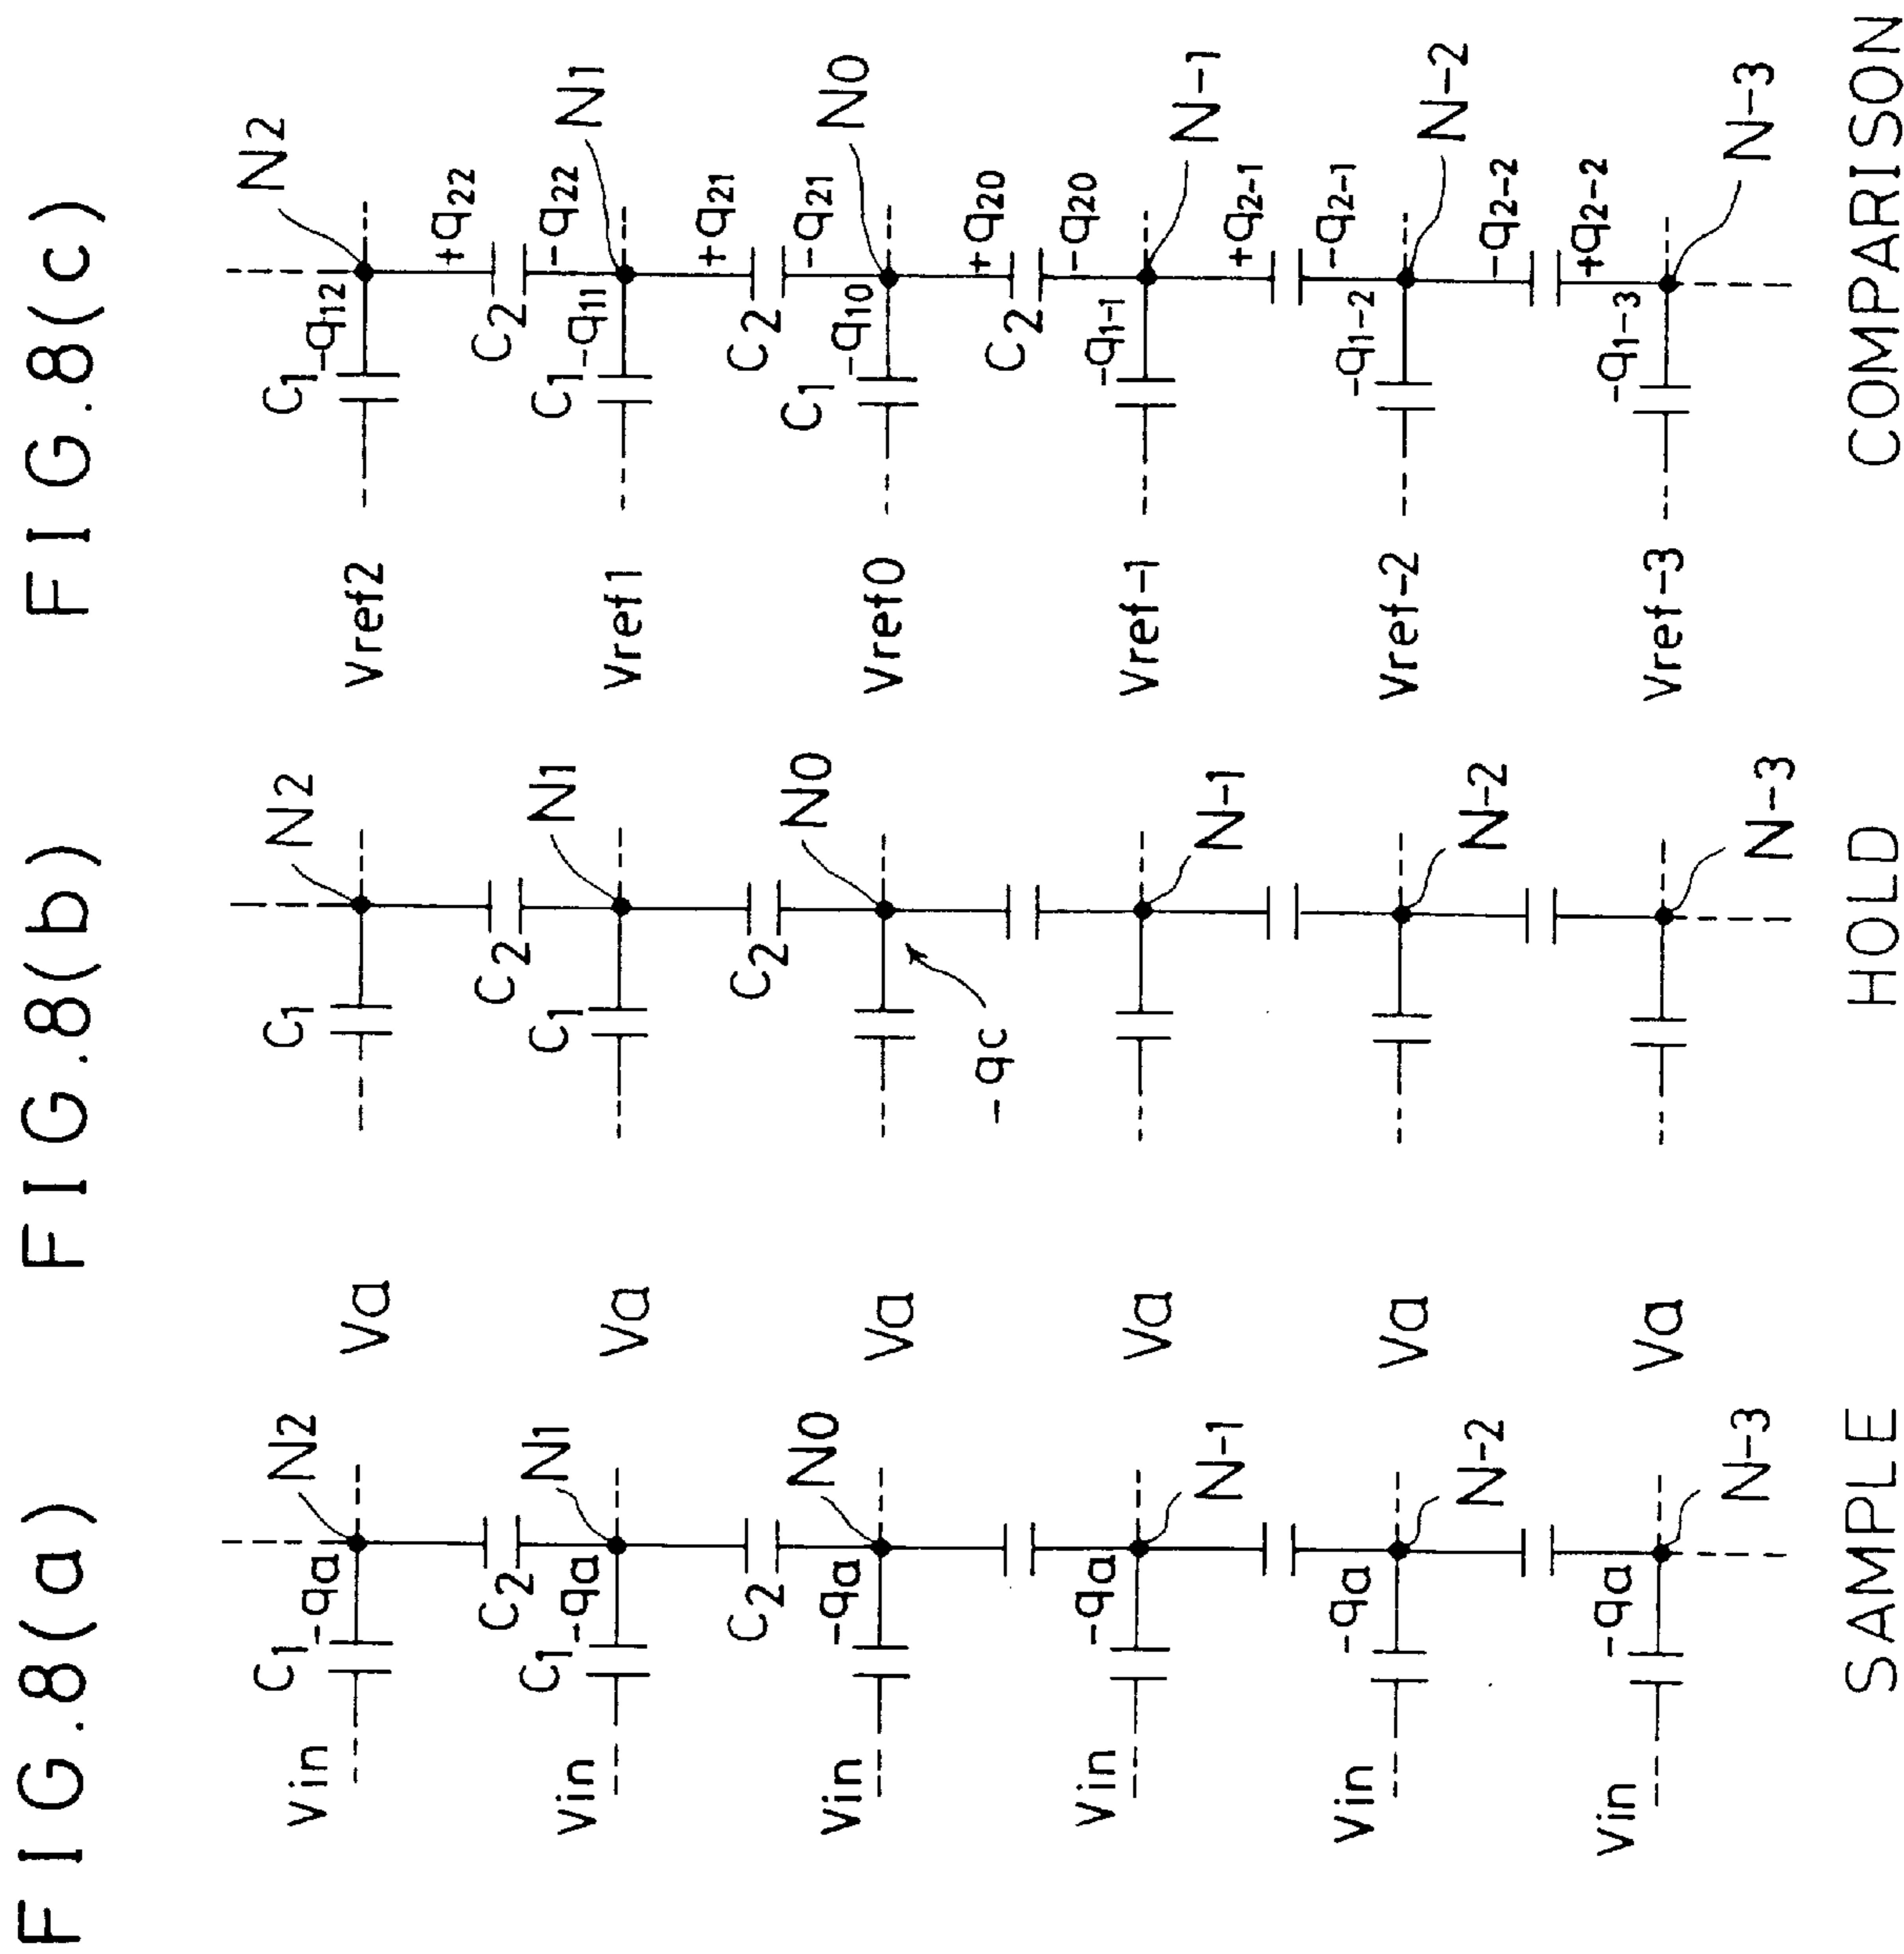 FIG.8(a)
Vin C1 -qa N2
C2
Vin C1 -qa N1
C2
Vin -qa N0
Vin -qa N-1
Vin -qa N-2
Vin -qa N-3
SAMPLE
FIG.8(b)
Va C1 N2
C2
Va C1 N1
C2
Va N0
-qc
Va N-1
Va N-2
Va N-3
HOLD
FIG.8(c)
Vref2 C1 -q12 N2
+q22
C2
-q22
Vref1 C1 -q11 N1
+q21
C2
-q21
Vref0 C1 -q10 N0
+q20
C2
-q20
Vref-1 -q1-1 N-1
+q2-1
-q2-1
Vref-2 -q1-2 N-2
-q2-2
+q2-2
Vref-3 -q1-3 N-3
COMPARISON